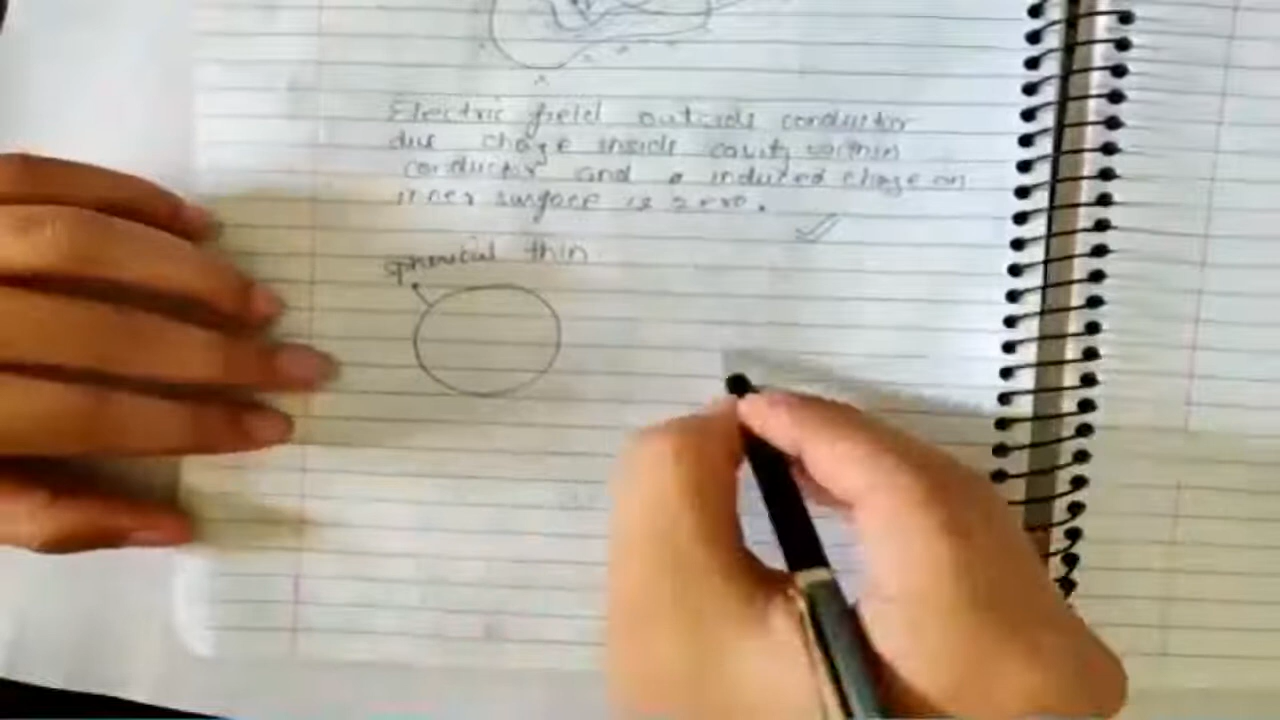 Electric field outside conductor
due charge inside cavity within
conductor and a induced charge on
inner surface is zero.
spherical thin